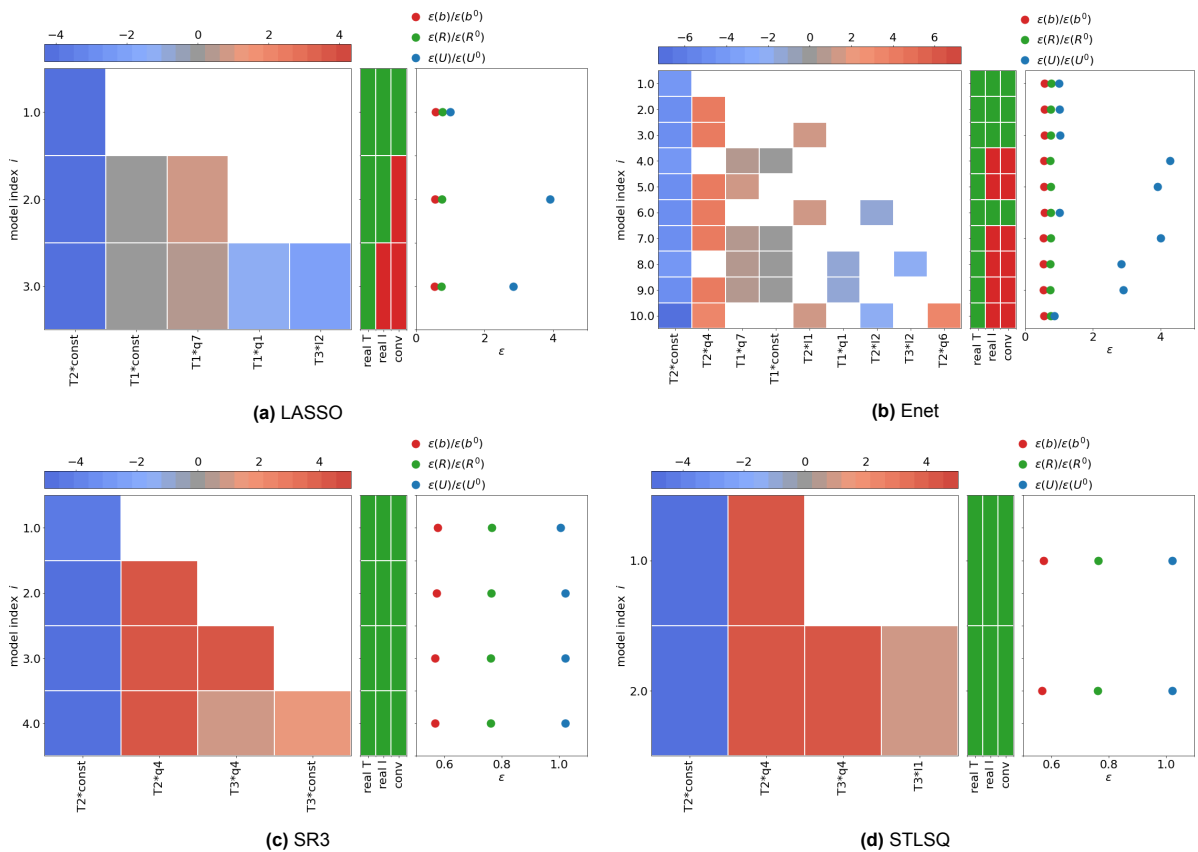 ε(b)/ε(b⁰)
ε(R)/ε(R⁰)
ε(U)/ε(U⁰)
−4 −2 0 2 4
model index i
1.0
2.0
3.0
T2*const
T1*const
T1*q7
T1*q1
T3*I2
real T
real I
conv
0 2 4
ε
(a) LASSO
ε(b)/ε(b⁰)
ε(R)/ε(R⁰)
ε(U)/ε(U⁰)
−6 −4 −2 0 2 4 6
model index i
1.0
2.0
3.0
4.0
5.0
6.0
7.0
8.0
9.0
10.0
T2*const
T2*q4
T1*q7
T1*const
T2*I1
T1*q1
T2*I2
T3*I2
T2*q6
real T
real I
conv
0 2 4 6
ε
(b) Enet
ε(b)/ε(b⁰)
ε(R)/ε(R⁰)
ε(U)/ε(U⁰)
−4 −2 0 2 4
model index i
1.0
2.0
3.0
4.0
T2*const
T2*q4
T3*q4
T3*const
real T
real I
conv
0.6 0.8 1.0
ε
(c) SR3
ε(b)/ε(b⁰)
ε(R)/ε(R⁰)
ε(U)/ε(U⁰)
−4 −2 0 2 4
model index i
1.0
2.0
T2*const
T2*q4
T3*q4
T3*I1
real T
real I
conv
0.6 0.8 1.0
ε
(d) STLSQ